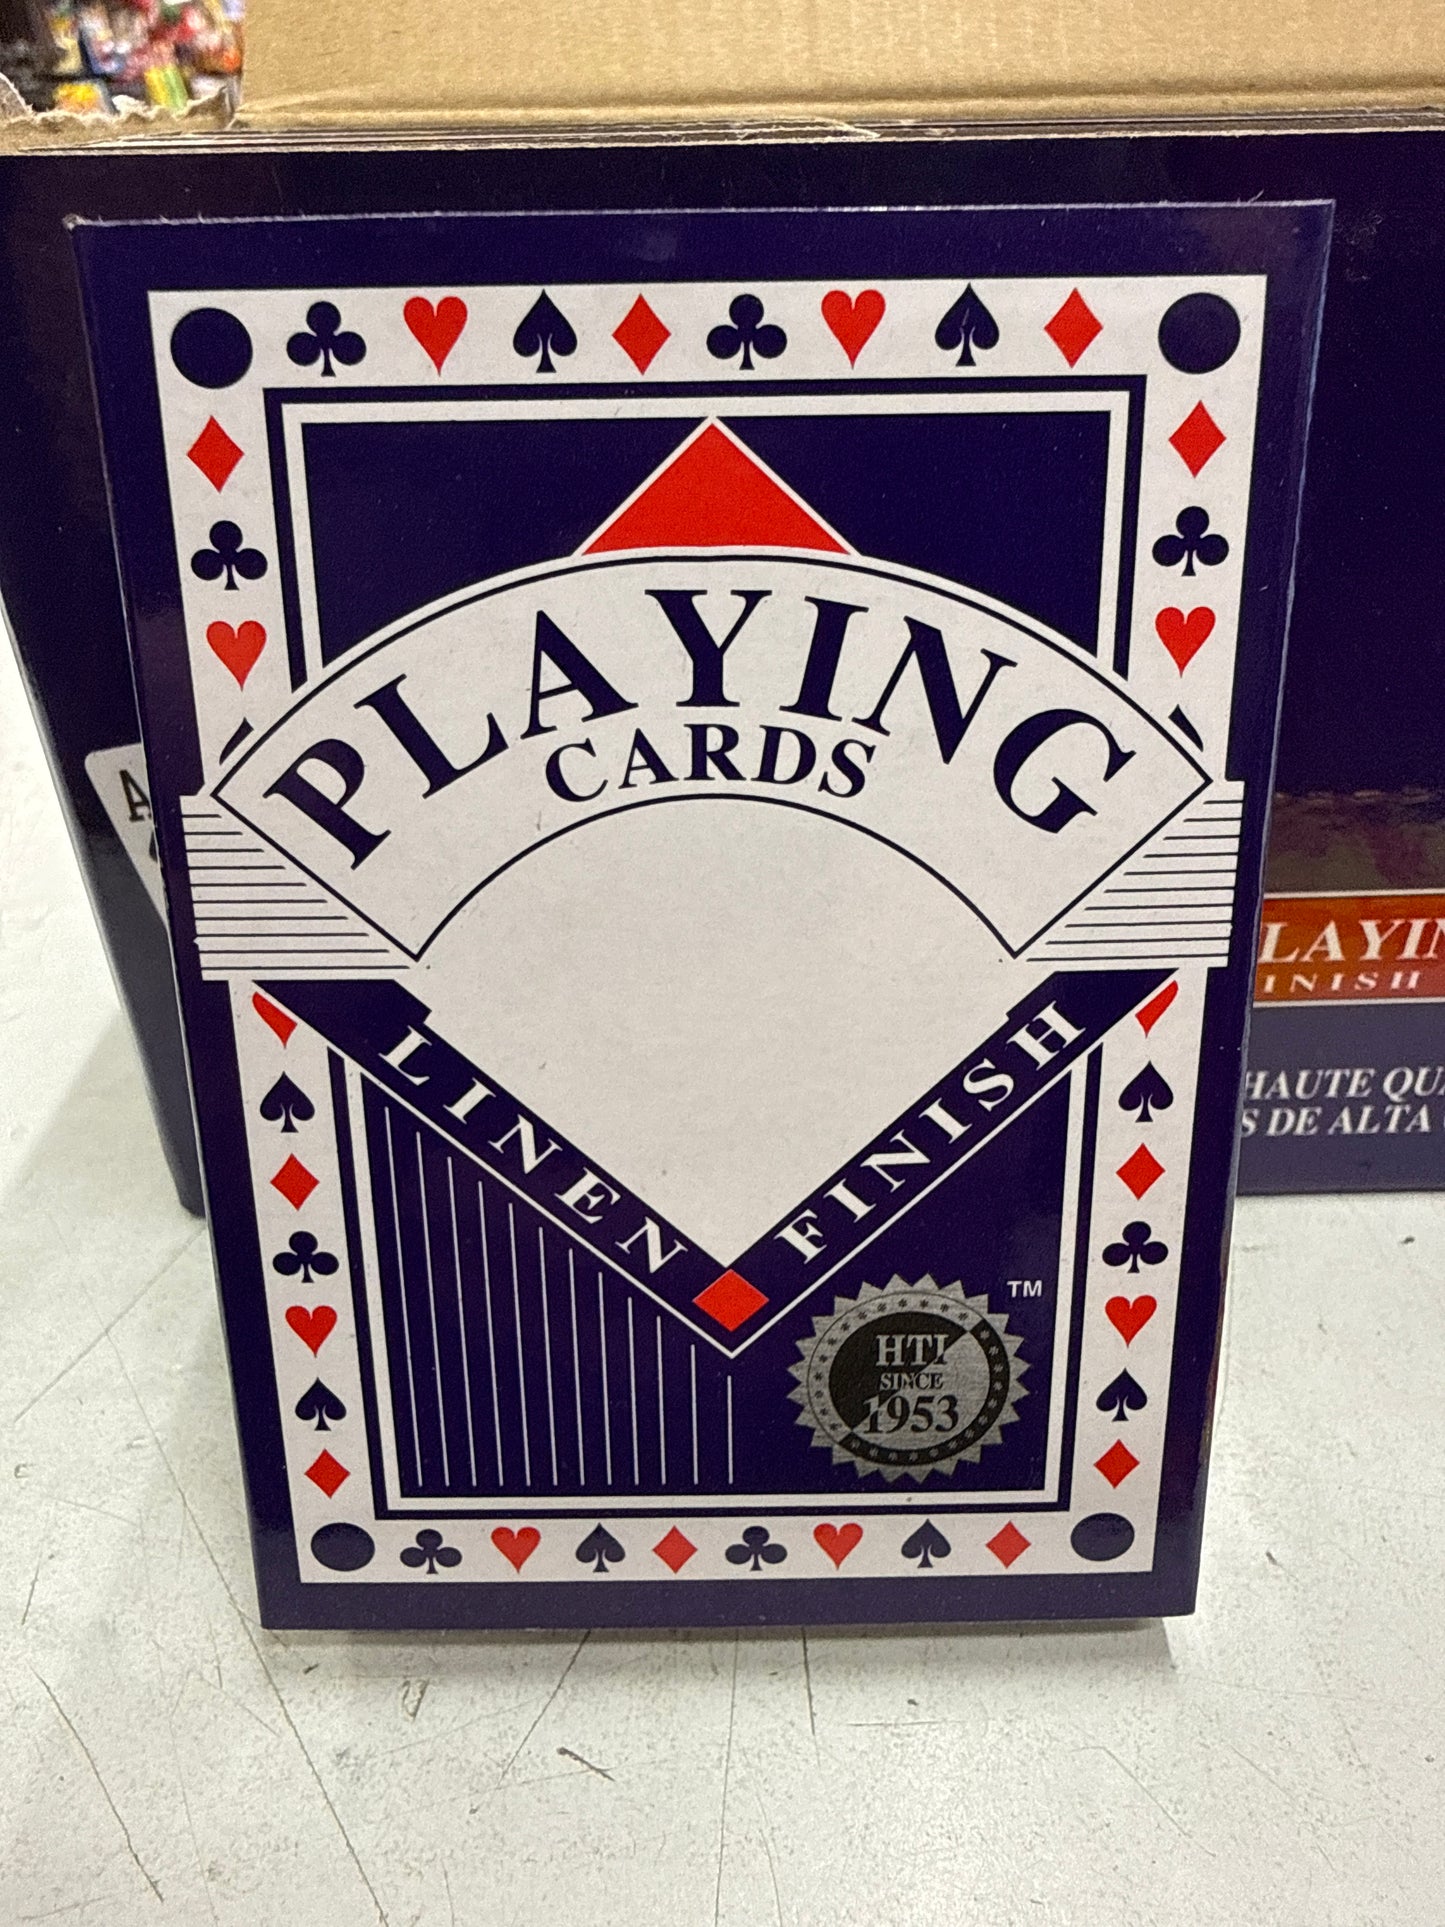 PLAYING
CARDS
LINEN FINISH
TM
HTI
SINCE
1953
A
LAYIN
INISH
HAUTE QU
S DE ALTA